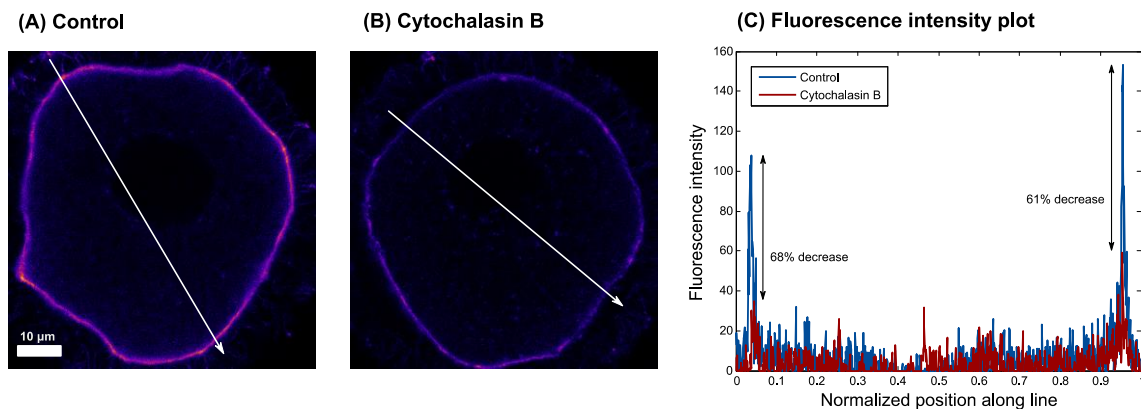 (A) Control
(B) Cytochalasin B
(C) Fluorescence intensity plot
10 µm
160
140
120
100
80
60
40
20
0
Fluorescence intensity
Control
Cytochalasin B
68% decrease
61% decrease
0 0.1 0.2 0.3 0.4 0.5 0.6 0.7 0.8 0.9 1
Normalized position along line